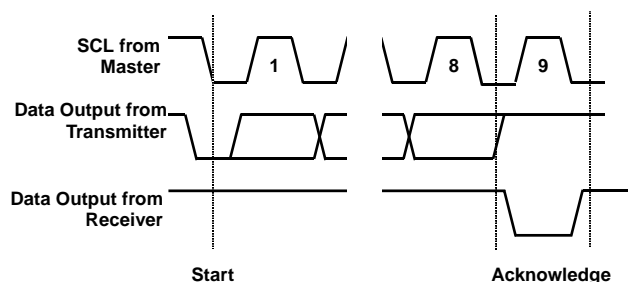 SCL from
Master
1
8
9
Data Output from
Transmitter
Data Output from
Receiver
Start
Acknowledge